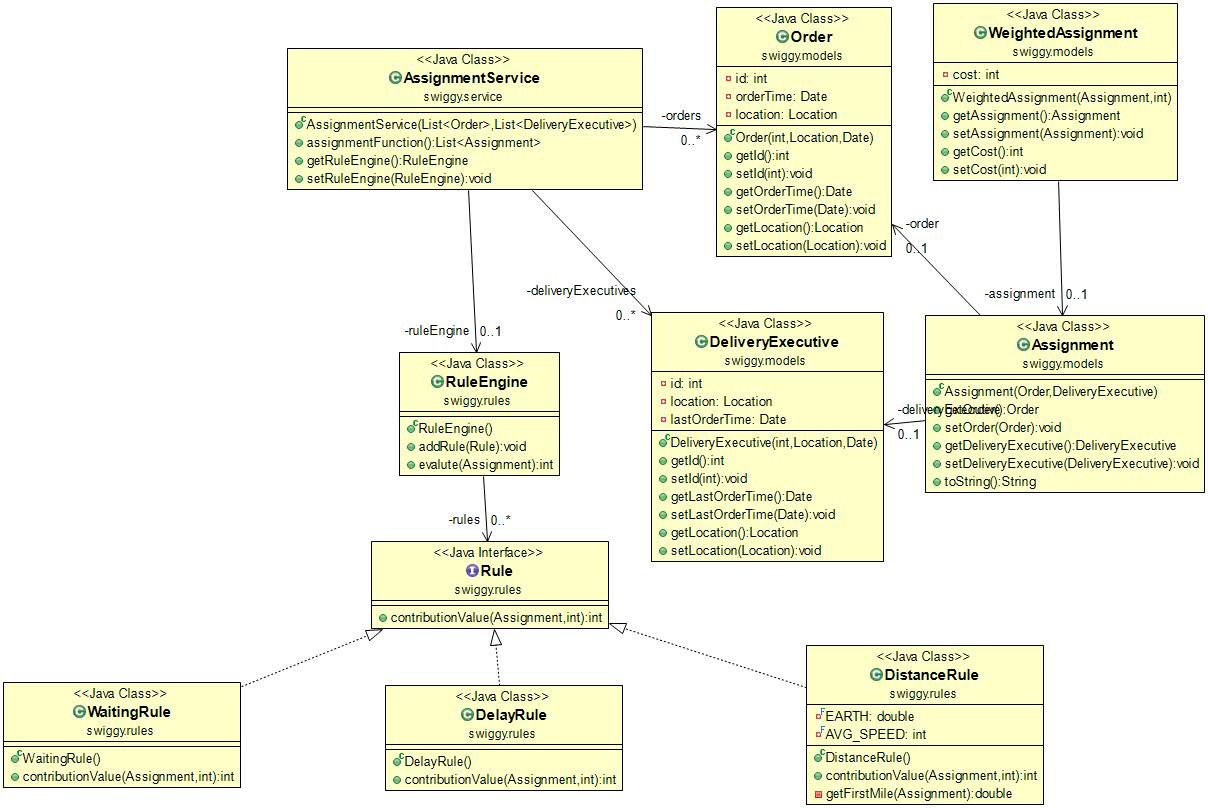 <<Java Class>>
AssignmentService
swiggy.service
AssignmentService(List<Order>,List<DeliveryExecutive>)
assignmentFunction():List<Assignment>
getRuleEngine():RuleEngine
setRuleEngine(RuleEngine):void
-orders
0..*
<<Java Class>>
Order
swiggy.models
id: int
orderTime: Date
location: Location
Order(int,Location,Date)
getId():int
setId(int):void
getOrderTime():Date
setOrderTime(Date):void
getLocation():Location
setLocation(Location):void
<<Java Class>>
WeightedAssignment
swiggy.models
cost: int
WeightedAssignment(Assignment,int)
getAssignment():Assignment
setAssignment(Assignment):void
getCost():int
setCost(int):void
-order
0..1
-assignment
0..1
-deliveryExecutives
0..*
-ruleEngine
0..1
<<Java Class>>
RuleEngine
swiggy.rules
RuleEngine()
addRule(Rule):void
evalute(Assignment):int
<<Java Class>>
DeliveryExecutive
swiggy.models
id: int
location: Location
lastOrderTime: Date
DeliveryExecutive(int,Location,Date)
getId():int
setId(int):void
getLastOrderTime():Date
setLastOrderTime(Date):void
getLocation():Location
setLocation(Location):void
<<Java Class>>
Assignment
swiggy.models
Assignment(Order,DeliveryExecutive)
getOrder():Order
setOrder(Order):void
getDeliveryExecutive():DeliveryExecutive
setDeliveryExecutive(DeliveryExecutive):void
toString():String
-deliveryExecutive
0..1
-rules
0..*
<<Java Interface>>
Rule
swiggy.rules
contributionValue(Assignment,int):int
<<Java Class>>
WaitingRule
swiggy.rules
WaitingRule()
contributionValue(Assignment,int):int
<<Java Class>>
DelayRule
swiggy.rules
DelayRule()
contributionValue(Assignment,int):int
<<Java Class>>
DistanceRule
swiggy.rules
EARTH: double
AVG_SPEED: int
DistanceRule()
contributionValue(Assignment,int):int
getFirstMile(Assignment):double